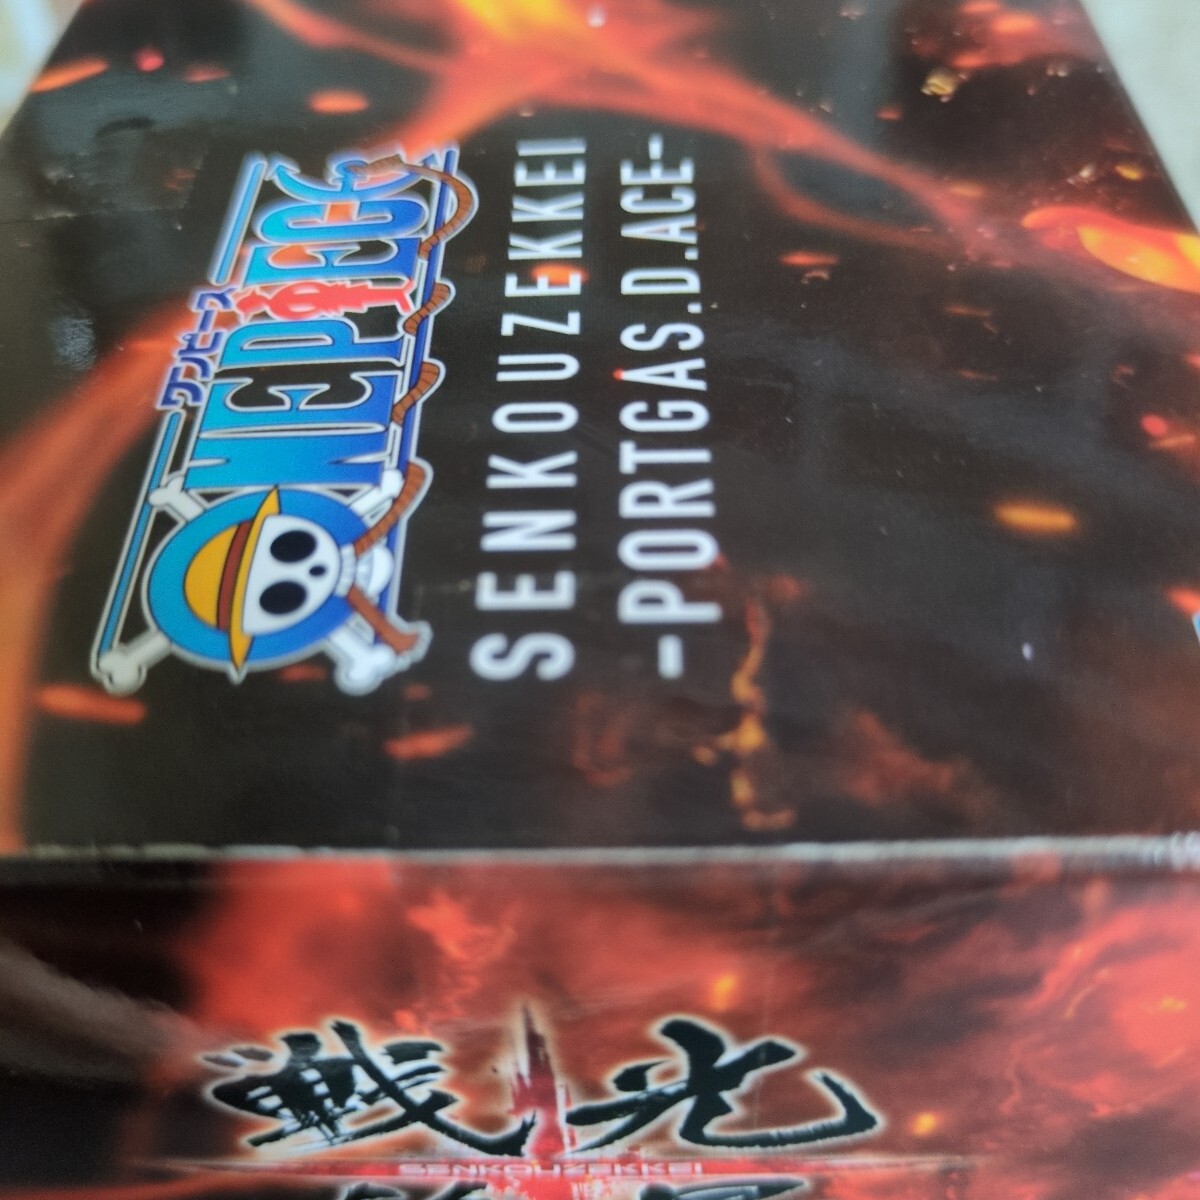 ONE PIECE
ワンピース
SENKOUZEKKEI
-PORTGAS.D.ACE-
戦光
SENKOUZEKKEI